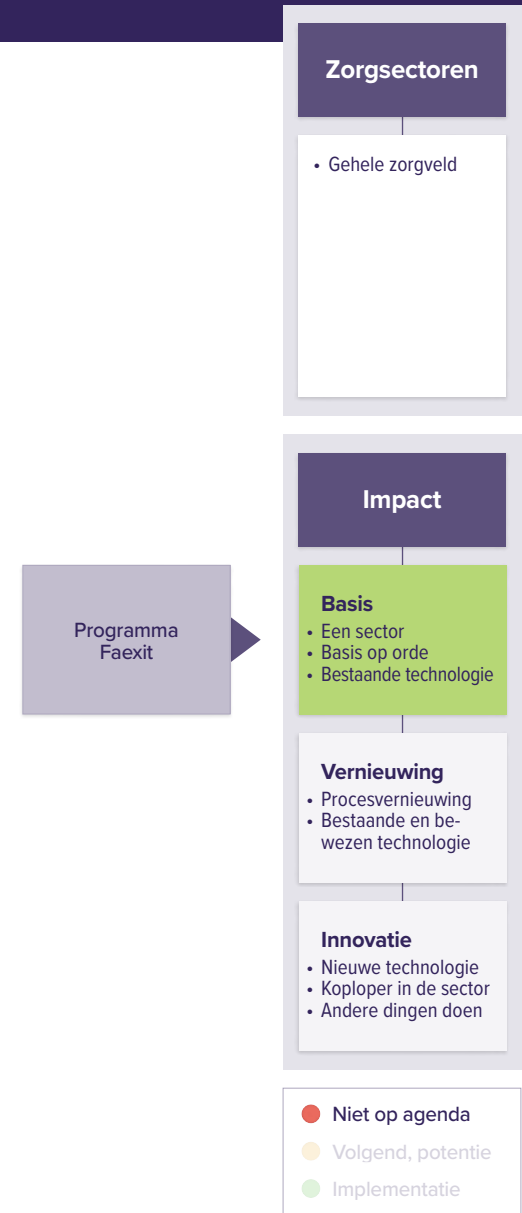 Zorgsectoren
• Gehele zorgveld
Impact
Programma
Faexit
Basis
• Een sector
• Basis op orde
• Bestaande technologie
Vernieuwing
• Procesvernieuwing
• Bestaande en be-
wezen technologie
Innovatie
• Nieuwe technologie
• Koploper in de sector
• Andere dingen doen
Niet op agenda
Volgend, potentie
Implementatie